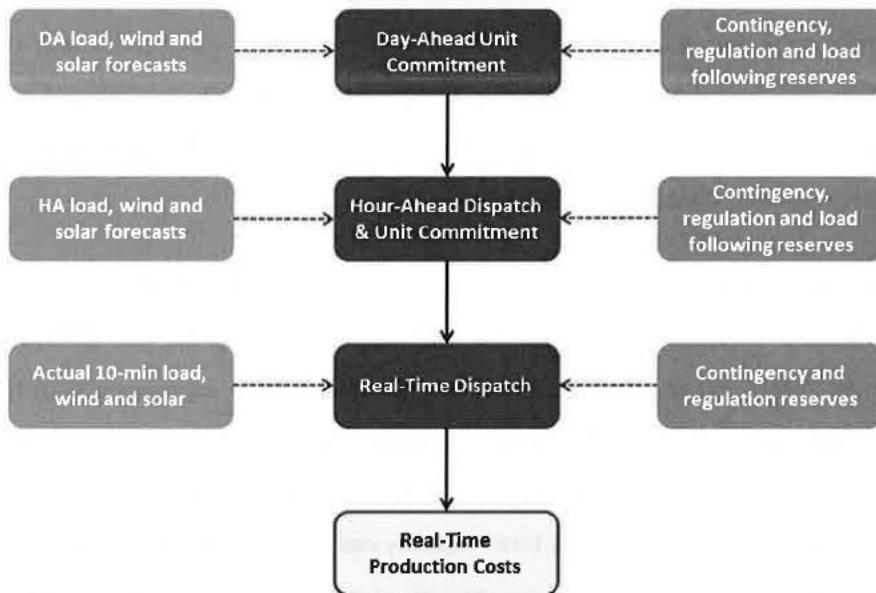 DA load, wind and
solar forecasts
Day-Ahead Unit
Commitment
Contingency,
regulation and load
following reserves
HA load, wind and
solar forecasts
Hour-Ahead Dispatch
& Unit Commitment
Contingency,
regulation and load
following reserves
Actual 10-min load,
wind and solar
Real-Time Dispatch
Contingency and
regulation reserves
Real-Time
Production Costs